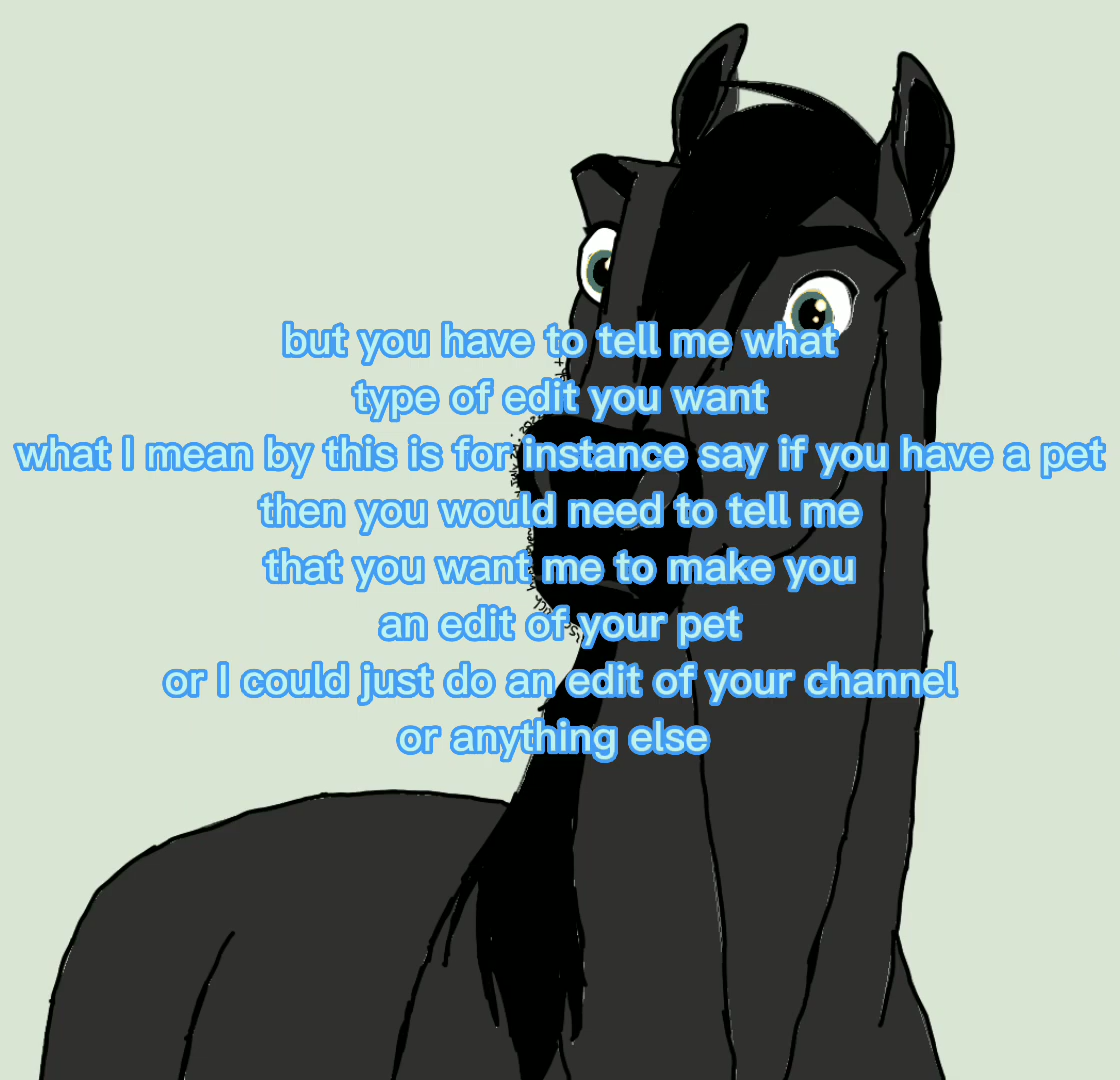 but you have to tell me what
type of edit you want
what I mean by this is for instance say if you have a pet
then you would need to tell me
that you want me to make you
an edit of your pet
or I could just do an edit of your channel
or anything else